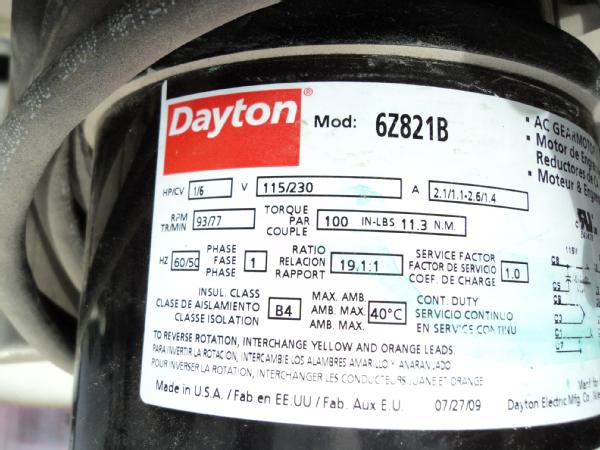 Dayton®
Mod: 6Z821B
• AC GEARMOTO
• Motor de Engra
Reductores de C
• Moteur & Engre
HP/CV 1/6 V 115/230 A 2.1/1.1-2.6/1.4
RPM TR/MIN 93/77 TORQUE PAR COUPLE 100 IN-LBS 11.3 N.M.
HZ 60/50 PHASE FASE PHASE 1 RATIO RELACION RAPPORT 19.1:1 SERVICE FACTOR FACTOR DE SERVICIO COEF. DE CHARGE 1.0
INSUL. CLASS CLASE DE AISLAMIENTO CLASSE ISOLATION B4 MAX. AMB. AMB. MAX. AMB. MAX. 40°C CONT. DUTY SERVICIO CONTINUO EN SERVICE CONTINU
115V
TO REVERSE ROTATION, INTERCHANGE YELLOW AND ORANGE LEADS.
PARA INVERTIR LA ROTACION, INTERCAMBIE LOS ALAMBRES AMARILLO Y ANARANJADO
POUR INVERSER LA ROTATION, INTERCHANGER LES CONDUCTEURS JAUNE ET ORANGE
Made in U.S.A. / Fab en EE.UU / Fab. Aux E.U. 07/27/09
Manf for
Dayton Electric Mfg. Co.